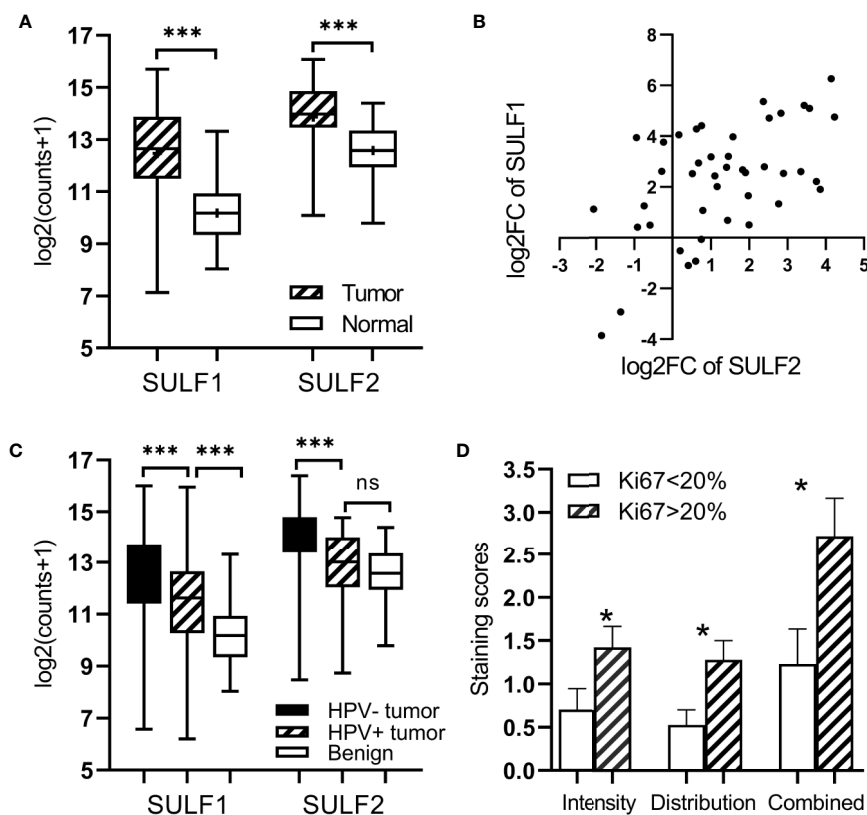 A
log2(counts+1)
17
15
13
11
9
7
5
***
***
Tumor
Normal
SULF1
SULF2
B
log2FC of SULF1
8
6
4
2
0
-2
-4
-3
-2
-1
1
2
3
4
5
log2FC of SULF2
C
log2(counts+1)
17
15
13
11
9
7
5
***
***
***
ns
HPV- tumor
HPV+ tumor
Benign
SULF1
SULF2
D
Staining scores
3.5
3.0
2.5
2.0
1.5
1.0
0.5
0.0
Ki67<20%
Ki67>20%
*
*
*
Intensity
Distribution
Combined